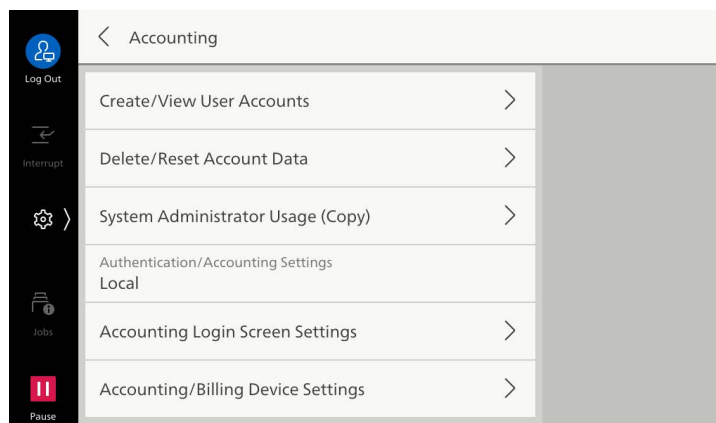 Accounting
Log Out
Create/View User Accounts
Delete/Reset Account Data
Interrupt
System Administrator Usage (Copy)
Authentication/Accounting Settings
Local
Jobs
Accounting Login Screen Settings
Accounting/Billing Device Settings
Pause